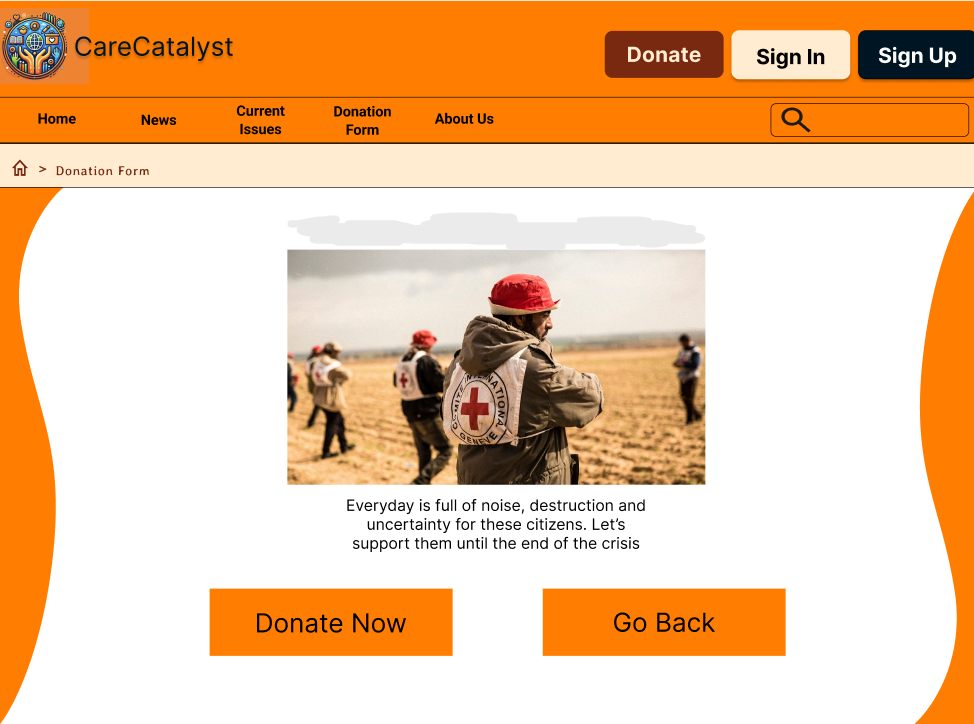 CareCatalyst
Donate
Sign In
Sign Up
Home
News
Current
Issues
Donation
Form
About Us
> Donation Form
COMITE INTERNATIONAL
GENEVE
Everyday is full of noise, destruction and
uncertainty for these citizens. Let’s
support them until the end of the crisis
Donate Now
Go Back